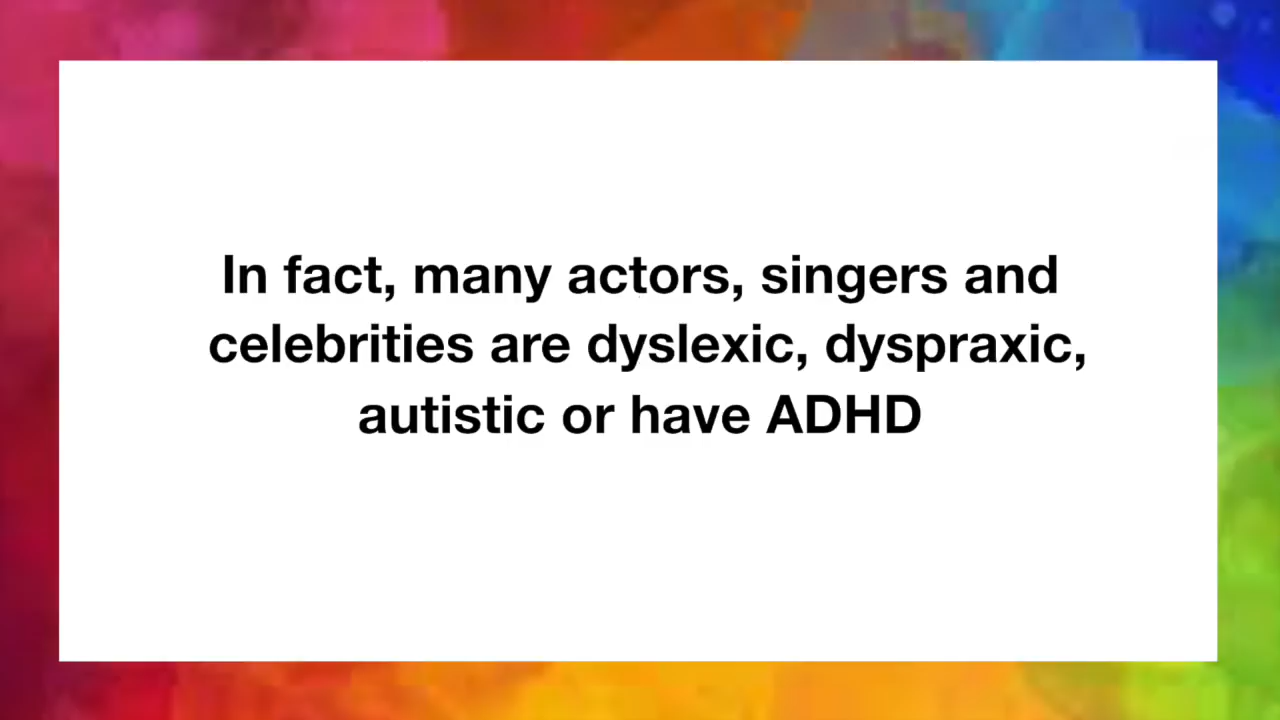 In fact, many actors, singers and
celebrities are dyslexic, dyspraxic,
autistic or have ADHD